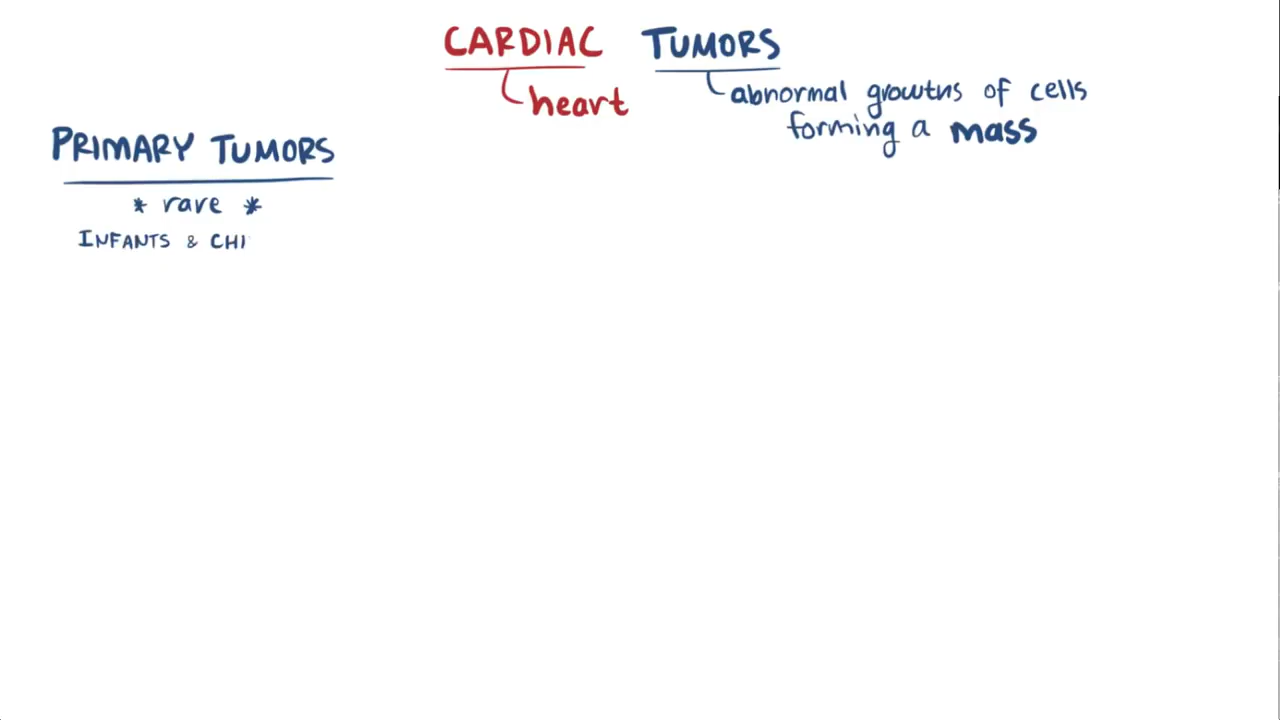 CARDIAC TUMORS
heart
abnormal growths of cells
forming a mass
PRIMARY TUMORS
* rare *
INFANTS & CHI